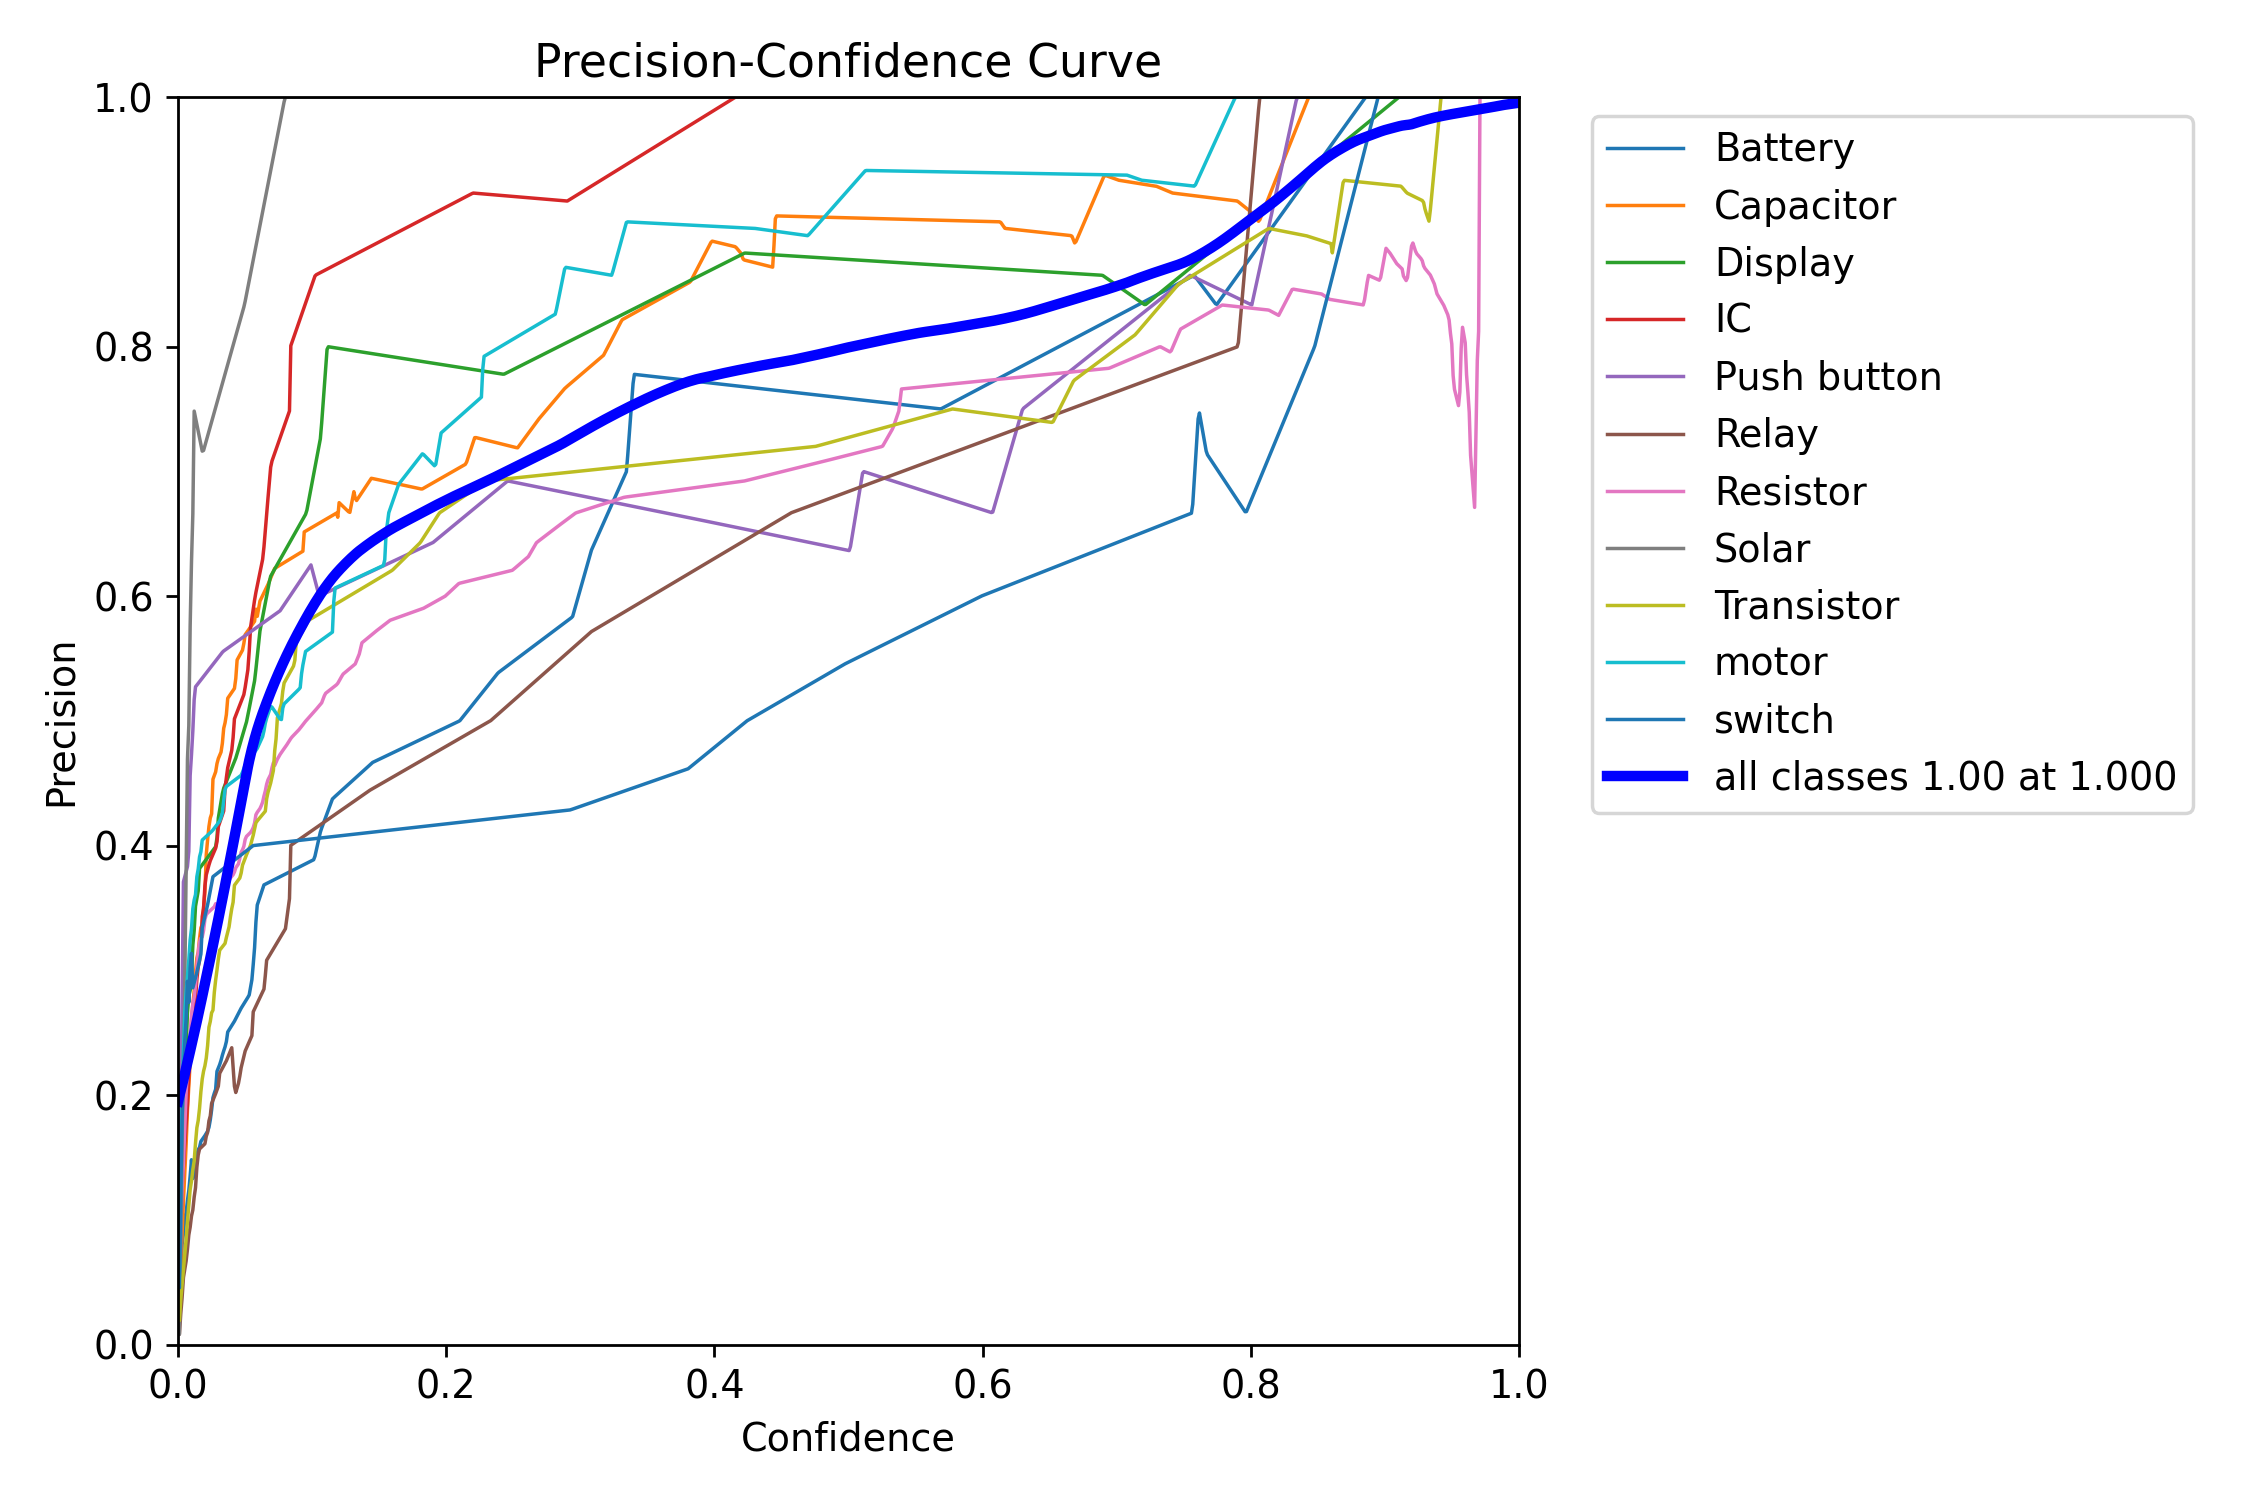 Precision-Confidence Curve
1.0
0.8
0.6
0.4
0.2
0.0
Precision
0.0 0.2 0.4 0.6 0.8 1.0
Confidence
Battery
Capacitor
Display
IC
Push button
Relay
Resistor
Solar
Transistor
motor
switch
all classes 1.00 at 1.000